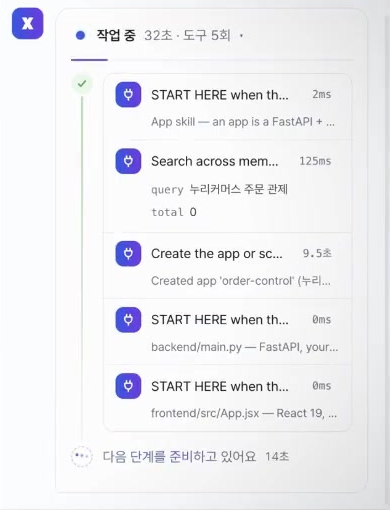 X
작업 중 32초 · 도구 5회
START HERE when th... 2ms
App skill — an app is a FastAPI + ...
Search across mem... 125ms
query 누리커머스 주문 관제
total 0
Create the app or sc... 9.5초
Created app 'order-control' (누리...
START HERE when th... 0ms
backend/main.py — FastAPI, your...
START HERE when th... 0ms
frontend/src/App.jsx — React 19, ...
다음 단계를 준비하고 있어요 14초